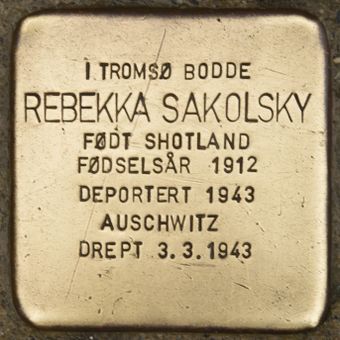 I TROMSØ BODDE
REBEKKA SAKOLSKY
FØDT SHOTLAND
FØDSELSÅR 1912
DEPORTERT 1943
AUSCHWITZ
DREPT 3.3.1943